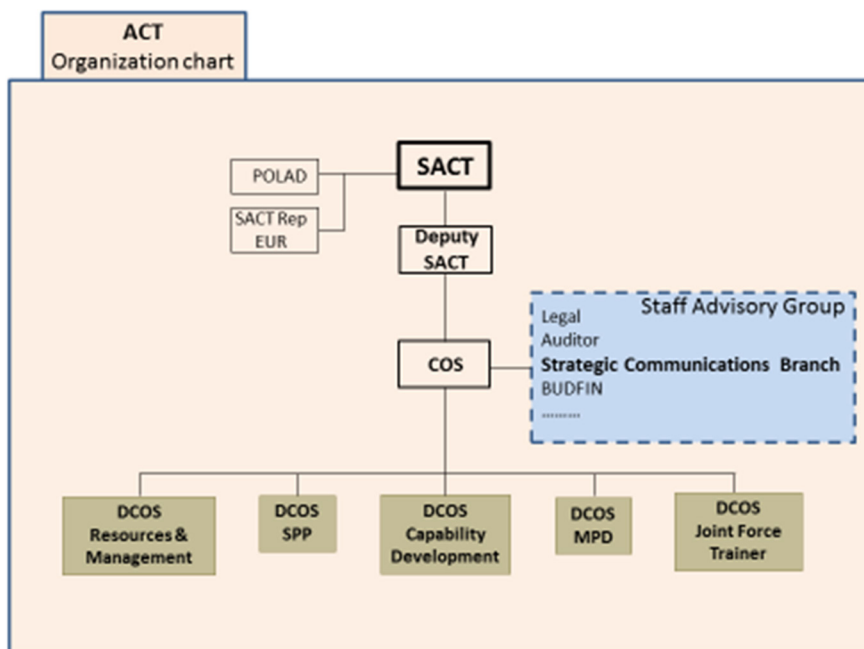 ACT
Organization chart
SACT
POLAD
SACT Rep
EUR
Deputy
SACT
Staff Advisory Group
Legal
Auditor
Strategic Communications Branch
BUDFIN
.........
COS
DCOS
Resources &
Management
DCOS
SPP
DCOS
Capability
Development
DCOS
MPD
DCOS
Joint Force
Trainer